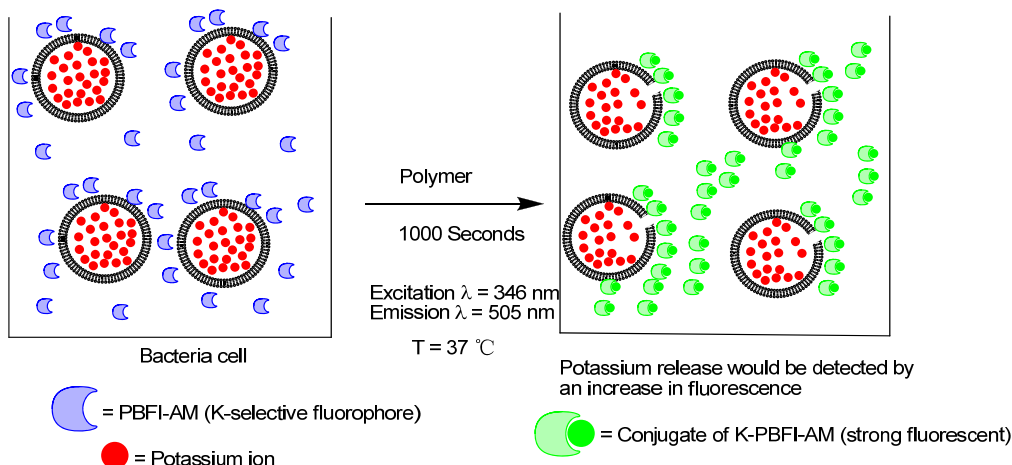 Polymer
1000 Seconds
Excitation λ = 346 nm
Emission λ = 505 nm
T = 37 ℃
Bacteria cell
= PBFI-AM (K-selective fluorophore)
= Potassium ion
Potassium release would be detected by
an increase in fluorescence
= Conjugate of K-PBFI-AM (strong fluorescent)